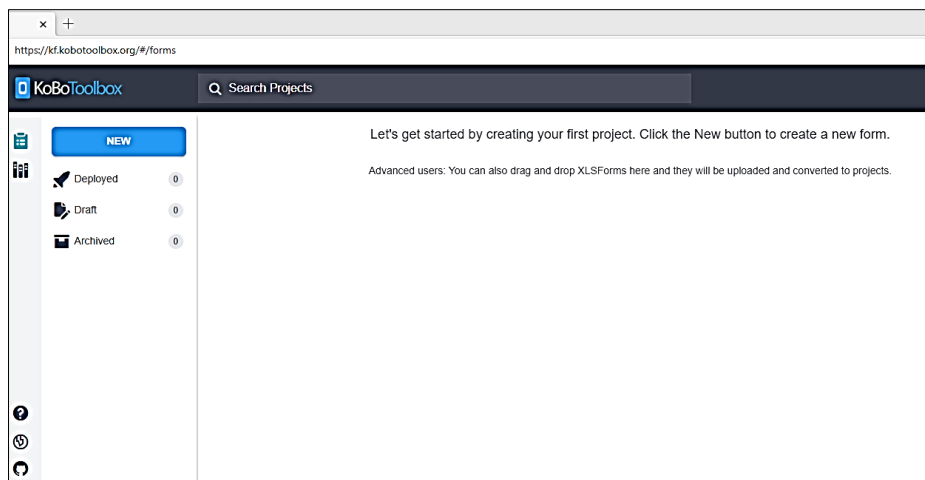 https://kf.kobotoolbox.org/#/forms
KoBoToolbox
Search Projects
NEW
Let's get started by creating your first project. Click the New button to create a new form.
Advanced users: You can also drag and drop XLSForms here and they will be uploaded and converted to projects.
Deployed 0
Draft 0
Archived 0